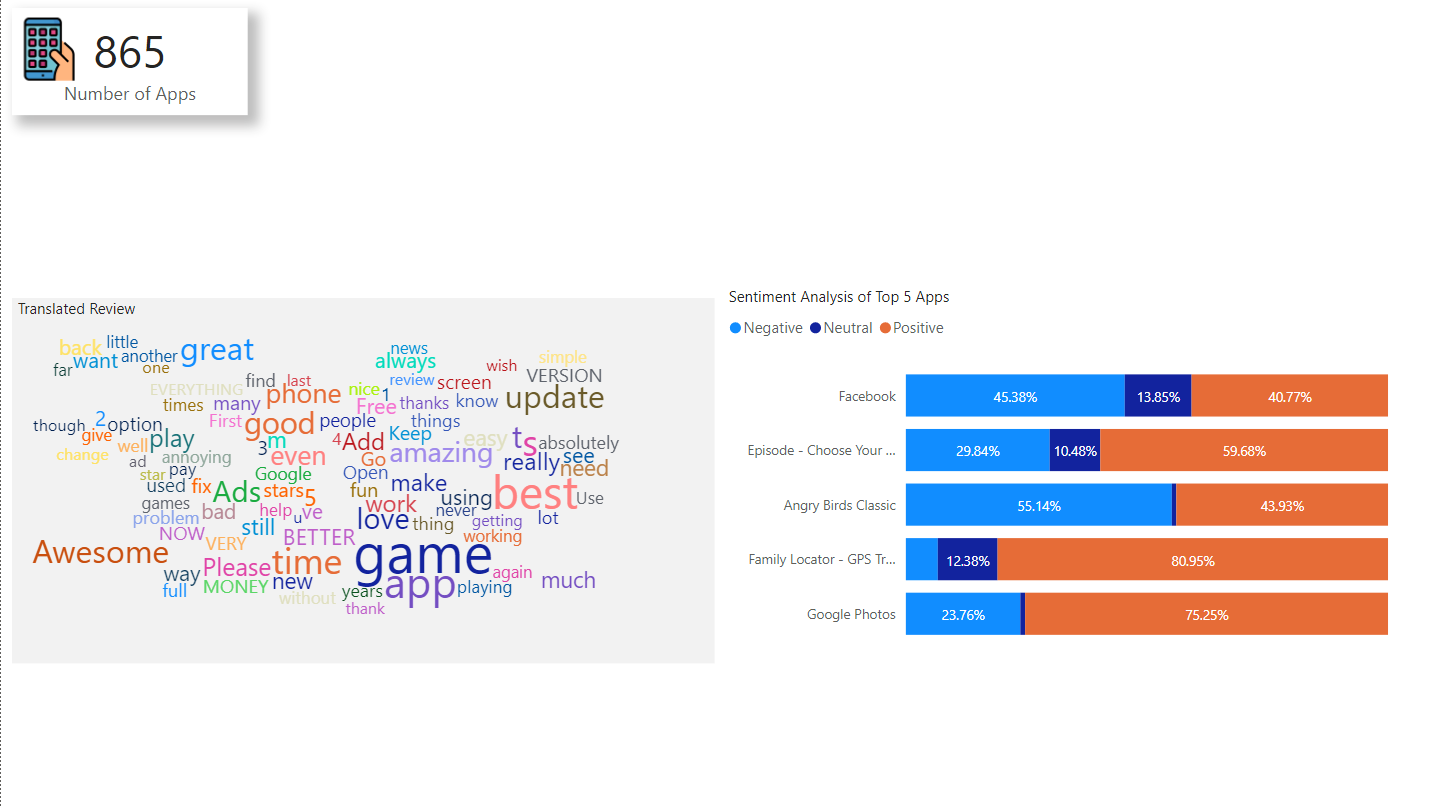 865
Number of Apps
Translated Review
back little
want another great
far one
news
always
wish simple
VERSION
EVERYTHING find last
phone nice 1 review screen
times many Free thanks know update
First good people things
though 2 option
give well play
change ad annoying
3 m even
4 Add Keep
Go amazing easy t s absolutely
really see need
star pay Google Open make
used fix Ads stars 5 fun work using best Use
games bad help u ve love thing never getting lot
problem still working
NOW VERY BETTER
Awesome time game
way Please new app again much
full MONEY years playing
without thank
Sentiment Analysis of Top 5 Apps
Negative Neutral Positive
Facebook 45.38% 13.85% 40.77%
Episode - Choose Your ... 29.84% 10.48% 59.68%
Angry Birds Classic 55.14% 43.93%
Family Locator - GPS Tr... 12.38% 80.95%
Google Photos 23.76% 75.25%